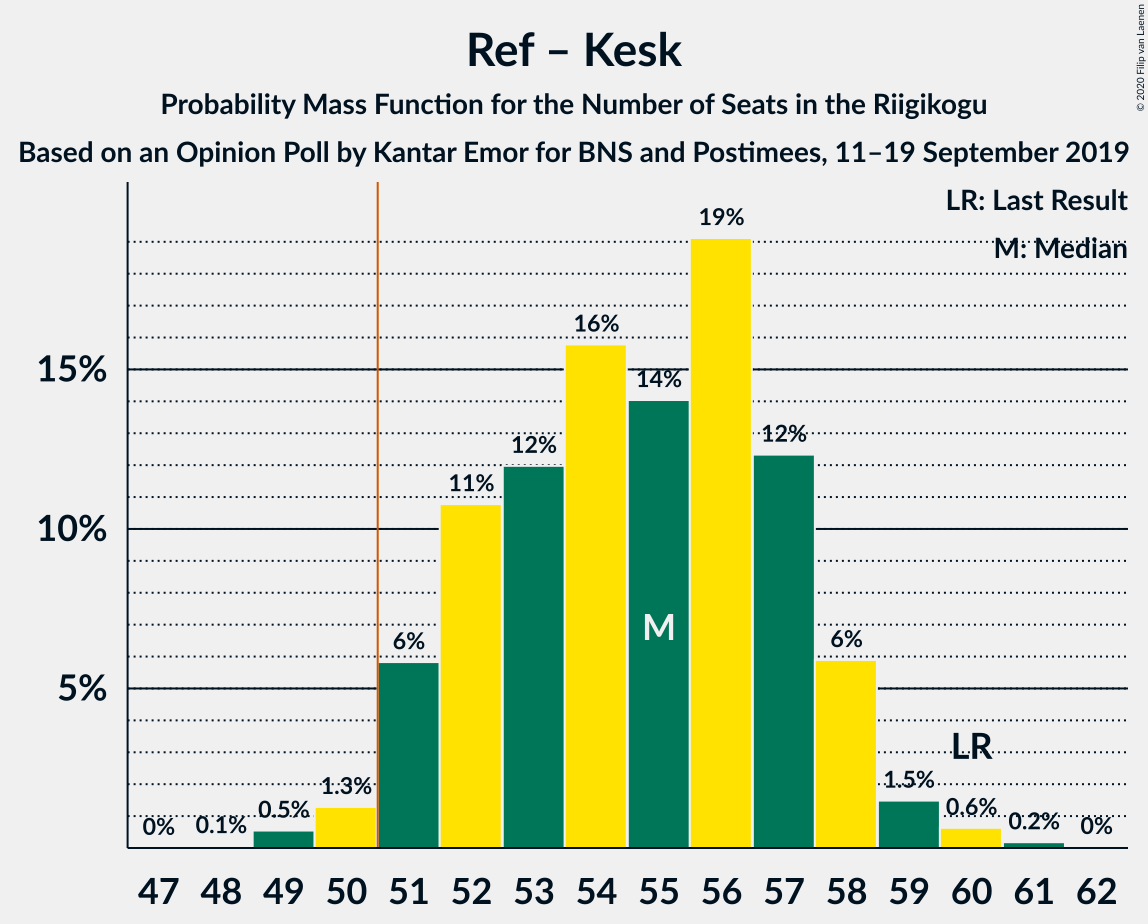 Ref – Kesk
Probability Mass Function for the Number of Seats in the Riigikogu
Based on an Opinion Poll by Kantar Emor for BNS and Postimees, 11–19 September 2019
© 2020 Filip van Laenen
LR: Last Result
M: Median
19%
16%
15%
14%
12%
12%
11%
10%
M
6%
6%
5%
LR
1.3%
1.5%
0.5%
0.6%
0% 0.1% 0.2% 0%
47 48 49 50 51 52 53 54 55 56 57 58 59 60 61 62